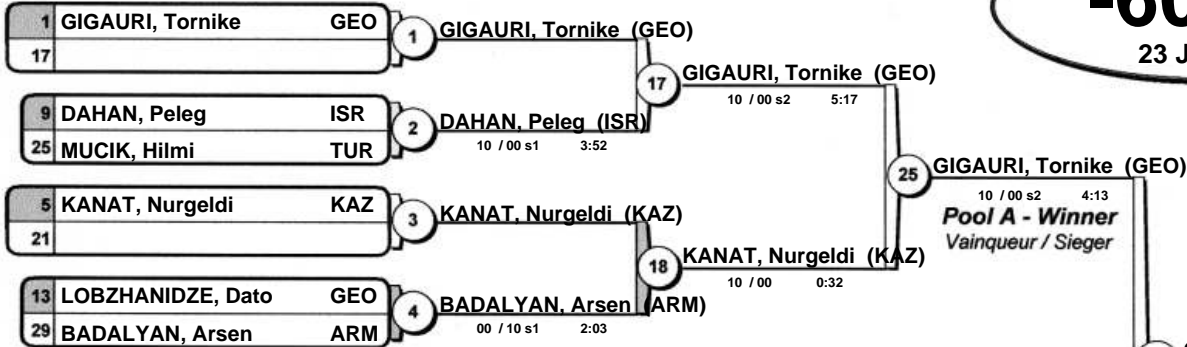 -60
23 J
1 GIGAURI, Tornike GEO
17
1
GIGAURI, Tornike (GEO)
9 DAHAN, Peleg ISR
25 MUCIK, Hilmi TUR
2
DAHAN, Peleg (ISR)
10 / 00 s1 3:52
17
GIGAURI, Tornike (GEO)
10 / 00 s2 5:17
5 KANAT, Nurgeldi KAZ
21
3
KANAT, Nurgeldi (KAZ)
13 LOBZHANIDZE, Dato GEO
29 BADALYAN, Arsen ARM
4
BADALYAN, Arsen (ARM)
00 / 10 s1 2:03
18
KANAT, Nurgeldi (KAZ)
10 / 00 0:32
25
GIGAURI, Tornike (GEO)
10 / 00 s2 4:13
Pool A - Winner
Vainqueur / Sieger